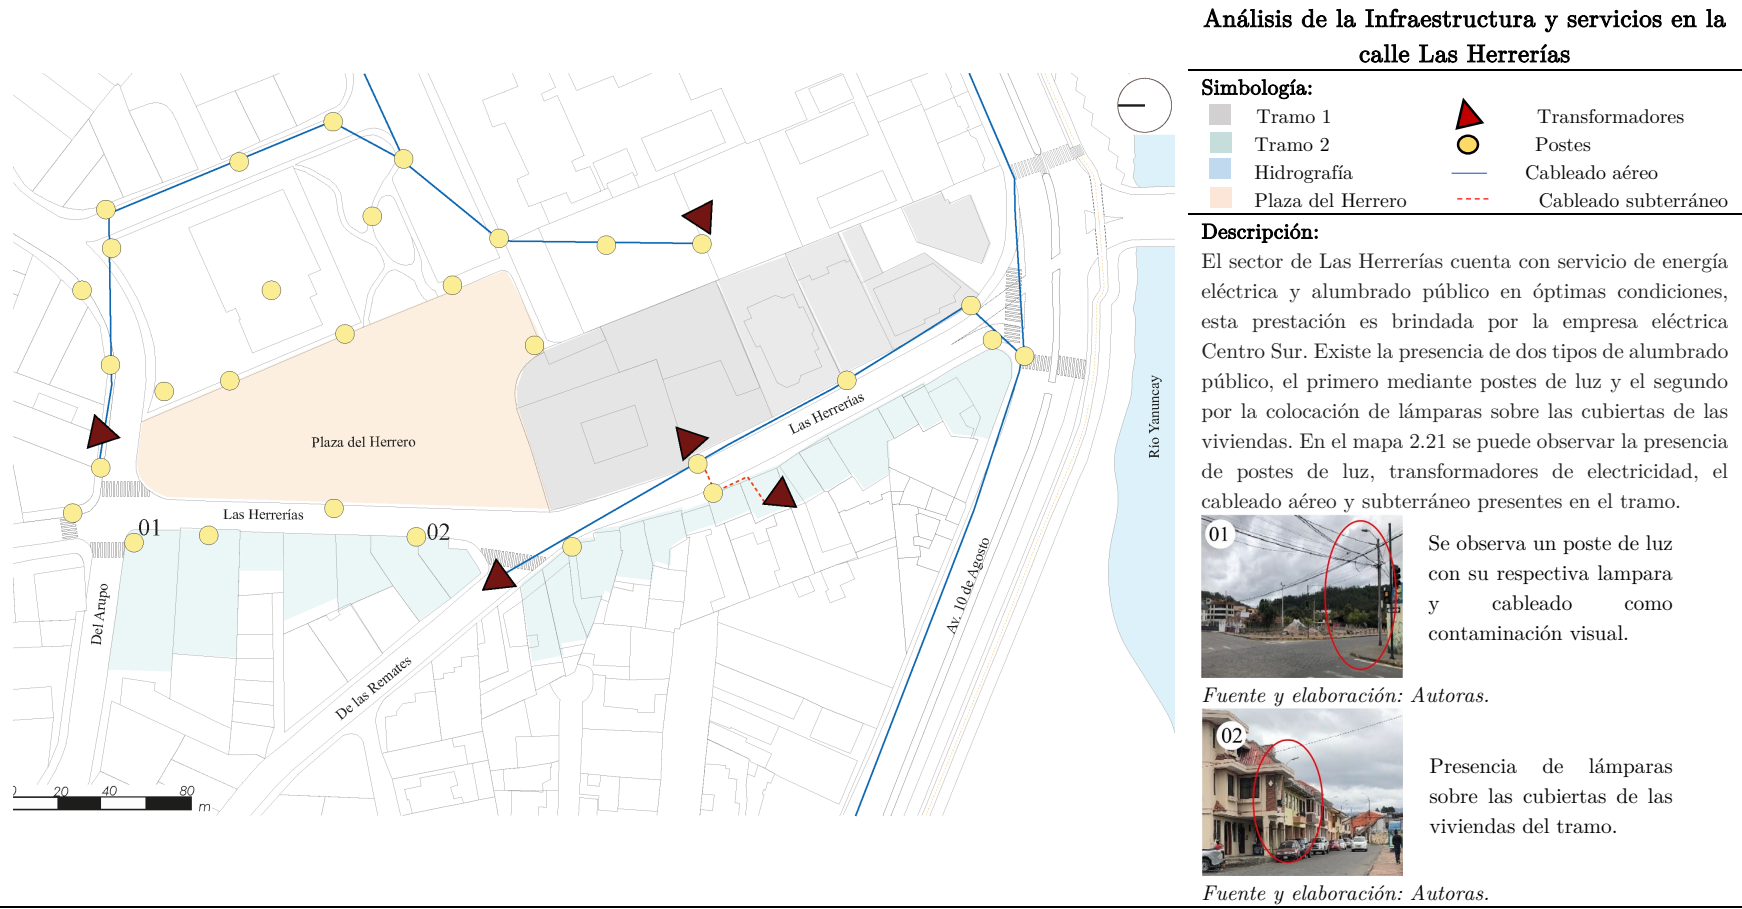 Análisis de la Infraestructura y servicios en la
calle Las Herrerías
Simbología:
Tramo 1
Transformadores
Tramo 2
Postes
Hidrografía
Cableado aéreo
Plaza del Herrero
Cableado subterráneo
Descripción:
El sector de Las Herrerías cuenta con servicio de energía
eléctrica y alumbrado público en óptimas condiciones,
esta prestación es brindada por la empresa eléctrica
Centro Sur. Existe la presencia de dos tipos de alumbrado
público, el primero mediante postes de luz y el segundo
por la colocación de lámparas sobre las cubiertas de las
viviendas. En el mapa 2.21 se puede observar la presencia
de postes de luz, transformadores de electricidad, el
cableado aéreo y subterráneo presentes en el tramo.
01
Se observa un poste de luz
con su respectiva lampara
y cableado como
contaminación visual.
Fuente y elaboración: Autoras.
02
Presencia de lámparas
sobre las cubiertas de las
viviendas del tramo.
Fuente y elaboración: Autoras.
Plaza del Herrero
Las Herrerías
Las Herrerías
Río Yanuncay
01
02
Del Arupo
De las Remates
Av. 10 de Agosto
0 20 40 80
m